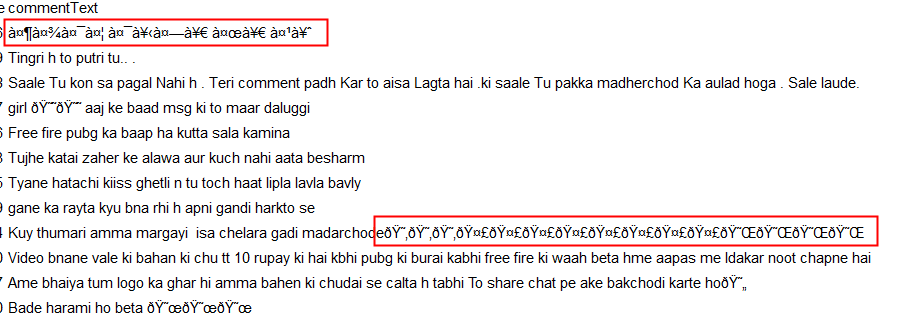 e commentText
6 à¤¶à¤¾à¤¯à¤¦ à¤¯à¥‹à¤—à¥€ à¤œà¥€ à¤¹à¥ˆ
9 Tingri h to putri tu.. .
3 Saale Tu kon sa pagal Nahi h . Teri comment padh Kar to aisa Lagta hai .ki saale Tu pakka madherchod Ka aulad hoga . Sale laude.
7 girl ðŸ˜ˆðŸ˜ˆ aaj ke baad msg ki to maar daluggi
6 Free fire pubg ka baap ha kutta sala kamina
3 Tujhe katai zaher ke alawa aur kuch nahi aata besharm
5 Tyane hatachi kiiss ghetli n tu toch haat lipla lavla bavly
9 gane ka rayta kyu bna rhi h apni gandi harkto se
4 Kuy thumari amma margayi  isa chelara gadi madarchodeðŸ˜‚ðŸ˜‚ðŸ˜‚ðŸ¤£ðŸ¤£ðŸ¤£ðŸ¤£ðŸ¤£ðŸ¤£ðŸ¤£ðŸ¤£ðŸ˜ŒðŸ˜ŒðŸ˜ŒðŸ˜Œ
0 Video bnane vale ki bahan ki chu tt 10 rupay ki hai kbhi pubg ki burai kabhi free fire ki waah beta hme aapas me ldakar noot chapne hai
7 Ame bhaiya tum logo ka ghar hi amma bahen ki chudai se calta h tabhi To share chat pe ake bakchodi karte hoðŸ˜„
0 Bade harami ho beta ðŸ˜œðŸ˜œðŸ˜œ